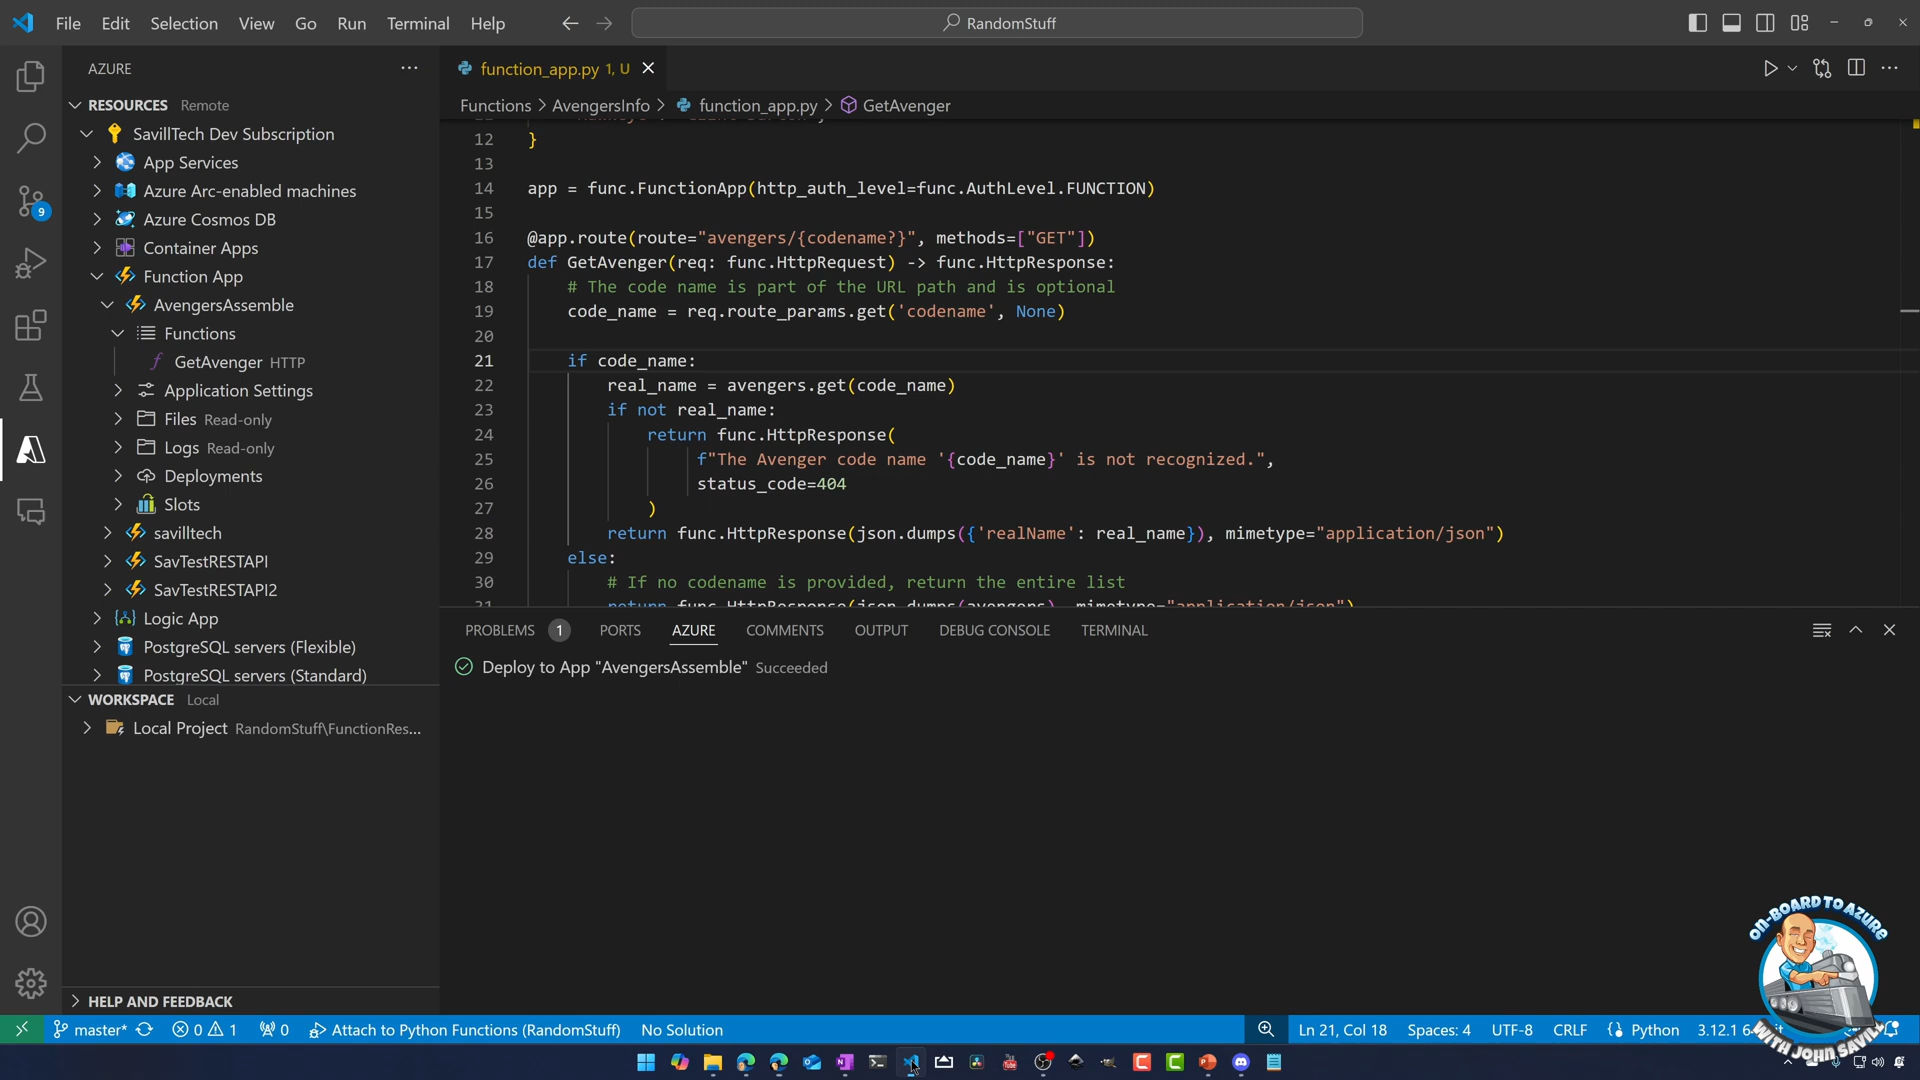 File Edit Selection View Go Run Terminal Help
RandomStuff
AZURE
RESOURCES Remote
SavillTech Dev Subscription
App Services
Azure Arc-enabled machines
Azure Cosmos DB
Container Apps
Function App
AvengersAssemble
Functions
GetAvenger HTTP
Application Settings
Files Read-only
Logs Read-only
Deployments
Slots
savilltech
SavTestRESTAPI
SavTestRESTAPI2
Logic App
PostgreSQL servers (Flexible)
PostgreSQL servers (Standard)
WORKSPACE Local
Local Project RandomStuff\FunctionRes...
HELP AND FEEDBACK
9
function_app.py 1, U
Functions > AvengersInfo > function_app.py > GetAvenger
12 }
13
14 app = func.FunctionApp(http_auth_level=func.AuthLevel.FUNCTION)
15
16 @app.route(route="avengers/{codename?}", methods=["GET"])
17 def GetAvenger(req: func.HttpRequest) -> func.HttpResponse:
18 # The code name is part of the URL path and is optional
19 code_name = req.route_params.get('codename', None)
20
21 if code_name:
22 real_name = avengers.get(code_name)
23 if not real_name:
24 return func.HttpResponse(
25 f"The Avenger code name '{code_name}' is not recognized.",
26 status_code=404
27 )
28 return func.HttpResponse(json.dumps({'realName': real_name}), mimetype="application/json")
29 else:
30 # If no codename is provided, return the entire list
31 return func.HttpResponse(json.dumps(avengers), mimetype="application/json")
PROBLEMS 1 PORTS AZURE COMMENTS OUTPUT DEBUG CONSOLE TERMINAL
Deploy to App "AvengersAssemble" Succeeded
ON-BOARD TO AZURE
WITH JOHN SAVILL
master* 0 1 0 Attach to Python Functions (RandomStuff) No Solution Ln 21, Col 18 Spaces: 4 UTF-8 CRLF Python 3.12.1